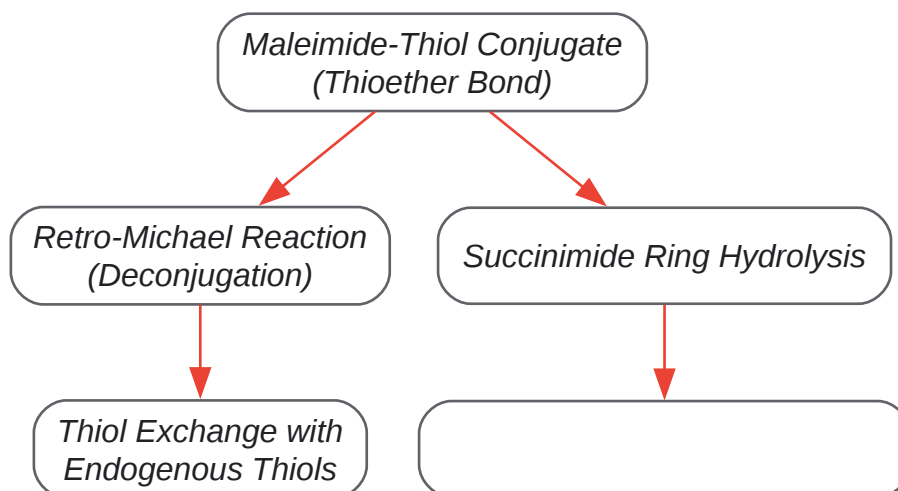 Maleimide-Thiol Conjugate
(Thioether Bond)
Retro-Michael Reaction
(Deconjugation)
Succinimide Ring Hydrolysis
Thiol Exchange with
Endogenous Thiols